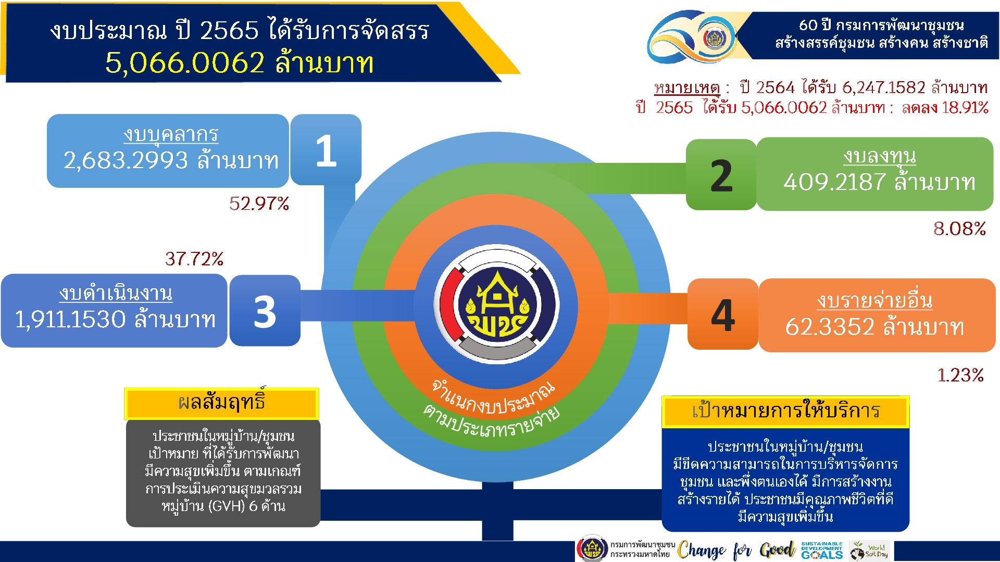 งบประมาณ ปี 2565 ได้รับการจัดสรร
5,066.0062 ล้านบาท
60 ปี กรมการพัฒนาชุมชน
สร้างสรรค์ชุมชน สร้างคน สร้างชาติ
หมายเหตุ : ปี 2564 ได้รับ 6,247.1582 ล้านบาท
ปี 2565 ได้รับ 5,066.0062 ล้านบาท : ลดลง 18.91%
งบบุคลากร
2,683.2993 ล้านบาท
1
52.97%
2
งบลงทุน
409.2187 ล้านบาท
8.08%
37.72%
งบดำเนินงาน
1,911.1530 ล้านบาท
3
4
งบรายจ่ายอื่น
62.3352 ล้านบาท
1.23%
จำแนกงบประมาณ
ตามประเภทรายจ่าย
ผลสัมฤทธิ์
ประชาชนในหมู่บ้าน/ชุมชน
เป้าหมาย ที่ได้รับการพัฒนา
มีความสุขเพิ่มขึ้น ตามเกณฑ์
การประเมินความสุขมวลรวม
หมู่บ้าน (GVH) 6 ด้าน
เป้าหมายการให้บริการ
ประชาชนในหมู่บ้าน/ชุมชน
มีขีดความสามารถในการบริหารจัดการ
ชุมชน และพึ่งตนเองได้ มีการสร้างงาน
สร้างรายได้ ประชาชนมีคุณภาพชีวิตที่ดี
มีความสุขเพิ่มขึ้น
กรมการพัฒนาชุมชน
กระทรวงมหาดไทย
Change for Good
SUSTAINABLE
DEVELOPMENT
GOALS
World
Soil Day